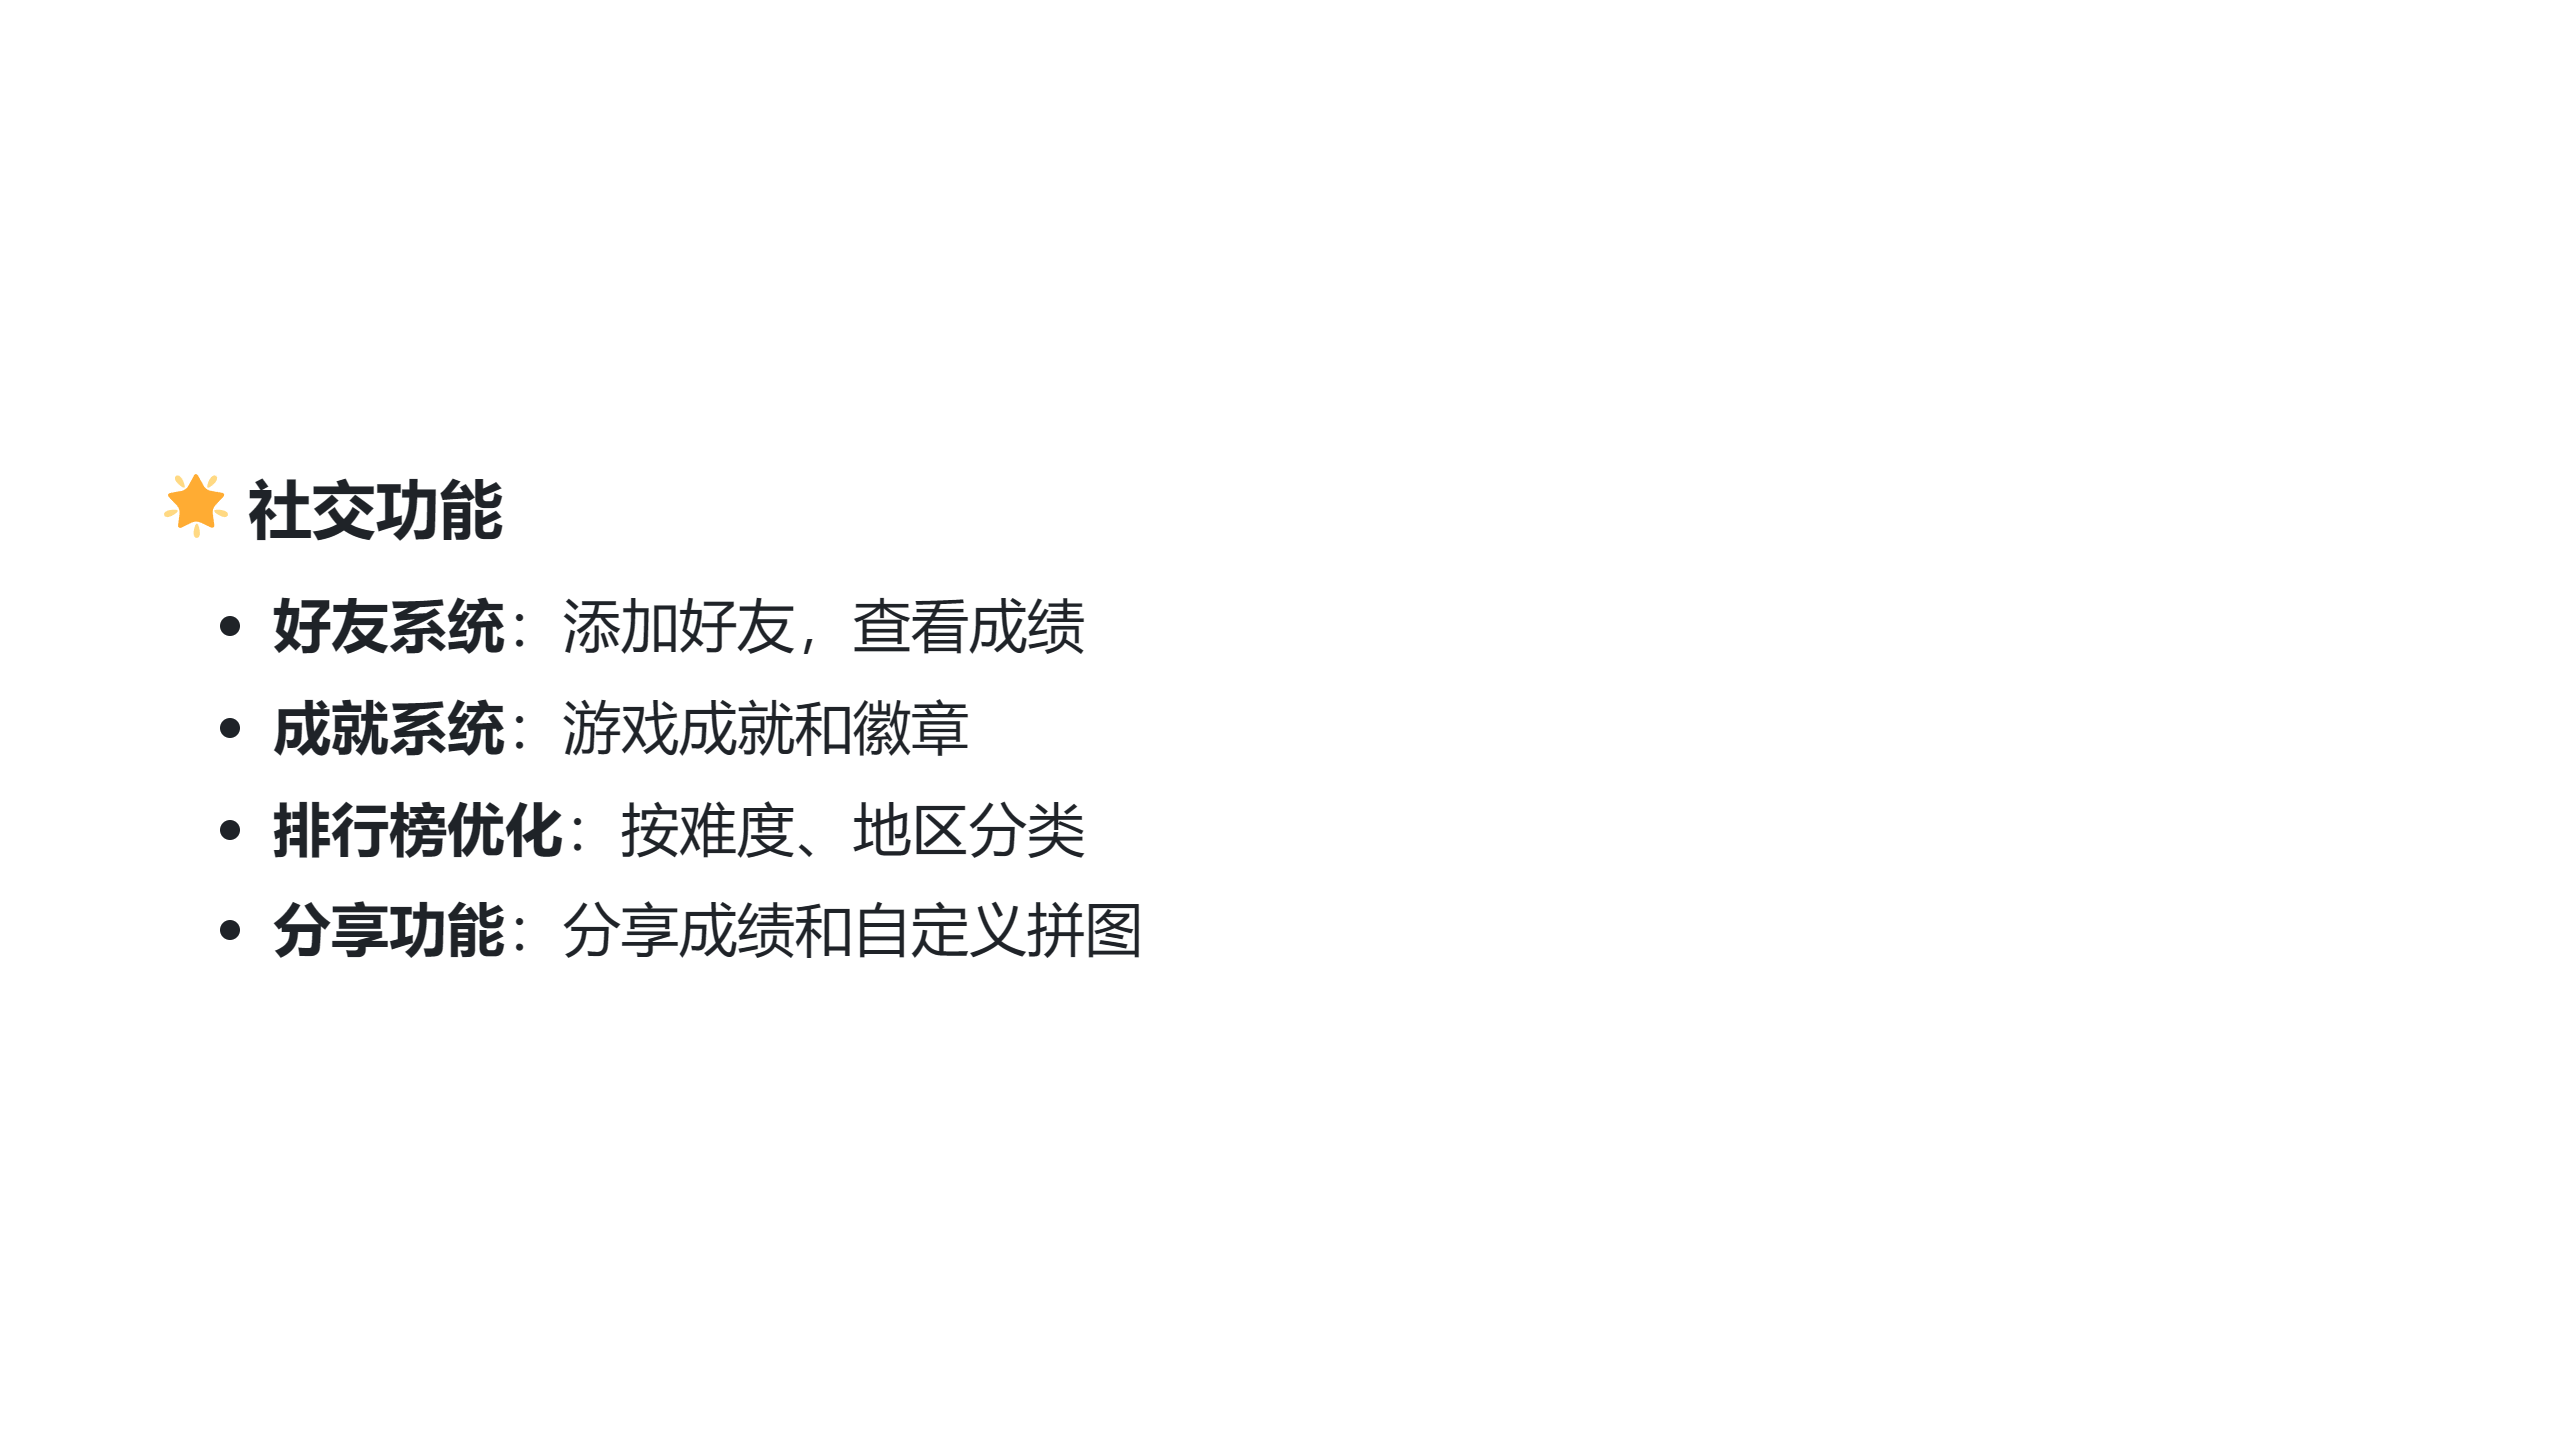 🌟 社交功能
• 好友系统：添加好友，查看成绩
• 成就系统：游戏成就和徽章
• 排行榜优化：按难度、地区分类
• 分享功能：分享成绩和自定义拼图